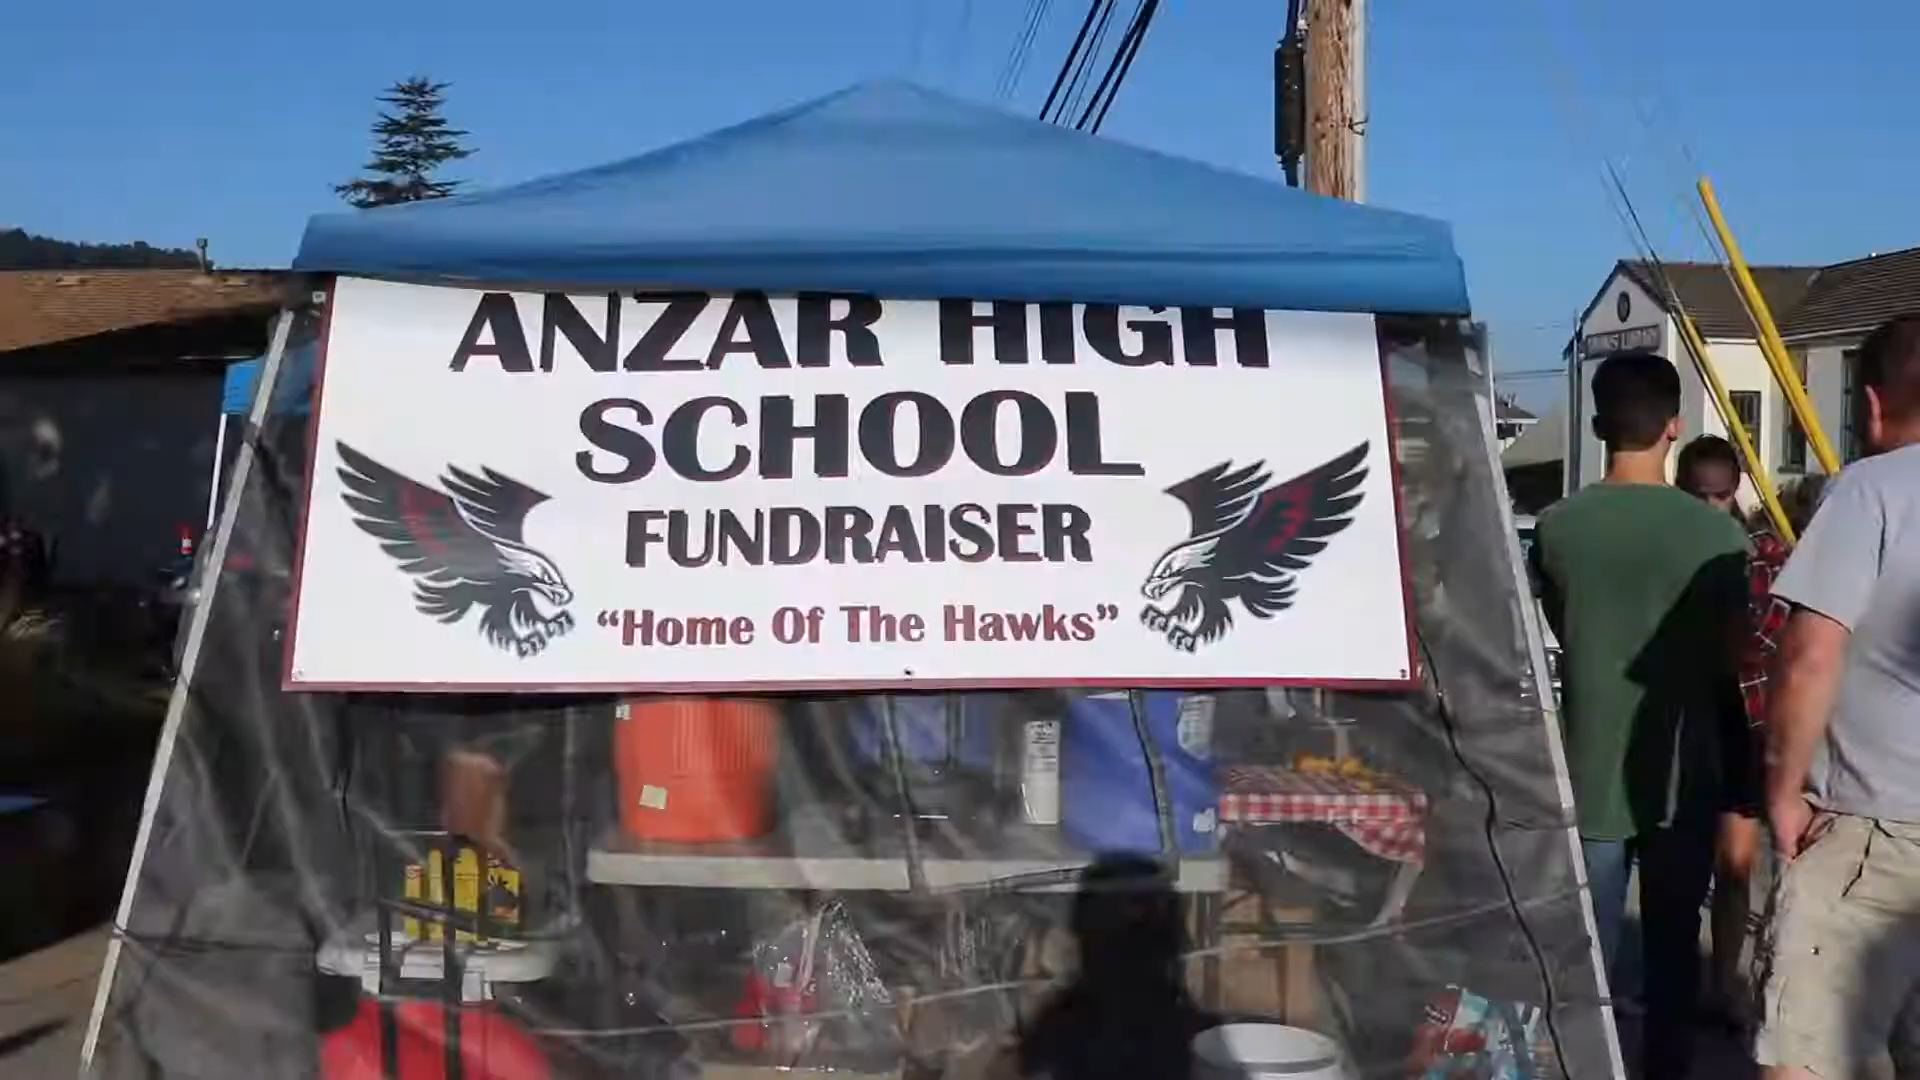 ANZAR HIGH
SCHOOL
FUNDRAISER
“Home Of The Hawks”